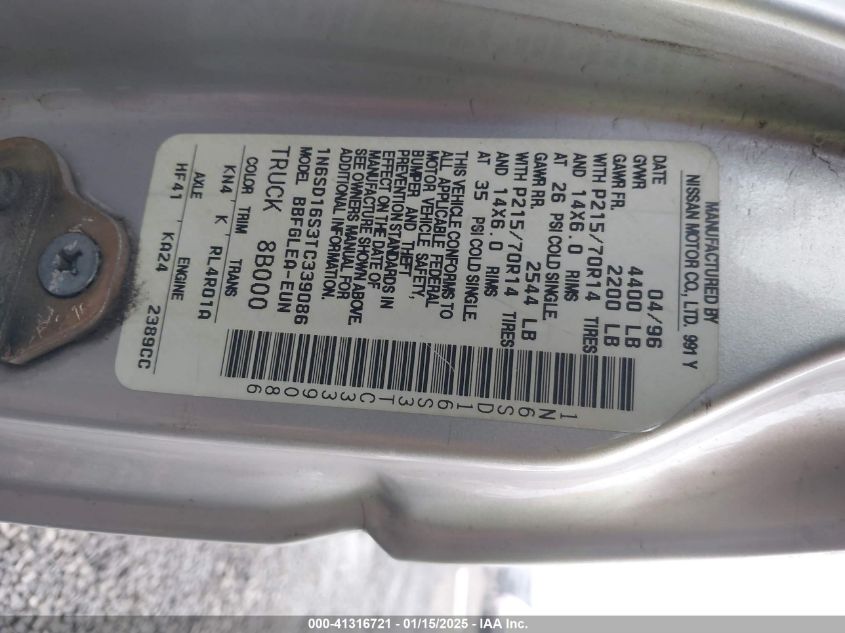 MANUFACTURED BY
NISSAN MOTOR CO., LTD. 991 Y
DATE 04/96
GVWR 4400 LB
GAWR FR. 2200 LB
WITH P215/70R14 TIRES
AND 14X6.0 RIMS
AT 26 PSI COLD SINGLE
GAWR RR. 2544 LB
WITH P215/70R14 TIRES
AND 14X6.0 RIMS
AT 35 PSI COLD SINGLE
THIS VEHICLE CONFORMS TO
ALL APPLICABLE FEDERAL
MOTOR VEHICLE SAFETY,
BUMPER AND THEFT
PREVENTION STANDARDS IN
EFFECT ON THE DATE OF
MANUFACTURE SHOWN ABOVE.
SEE OWNERS MANUAL FOR
ADDITIONAL INFORMATION.
1N6SD16S3TC339086
MODEL BBFGLEA-EUN
TRUCK 8B000
COLOR TRIM TRANS
KN4' K RL4R01A
AXLE ENGINE
HF41 ' KA24 2389CC
1N6SD16S3TC339086
000-41316721 - 01/15/2025 - IAA Inc.